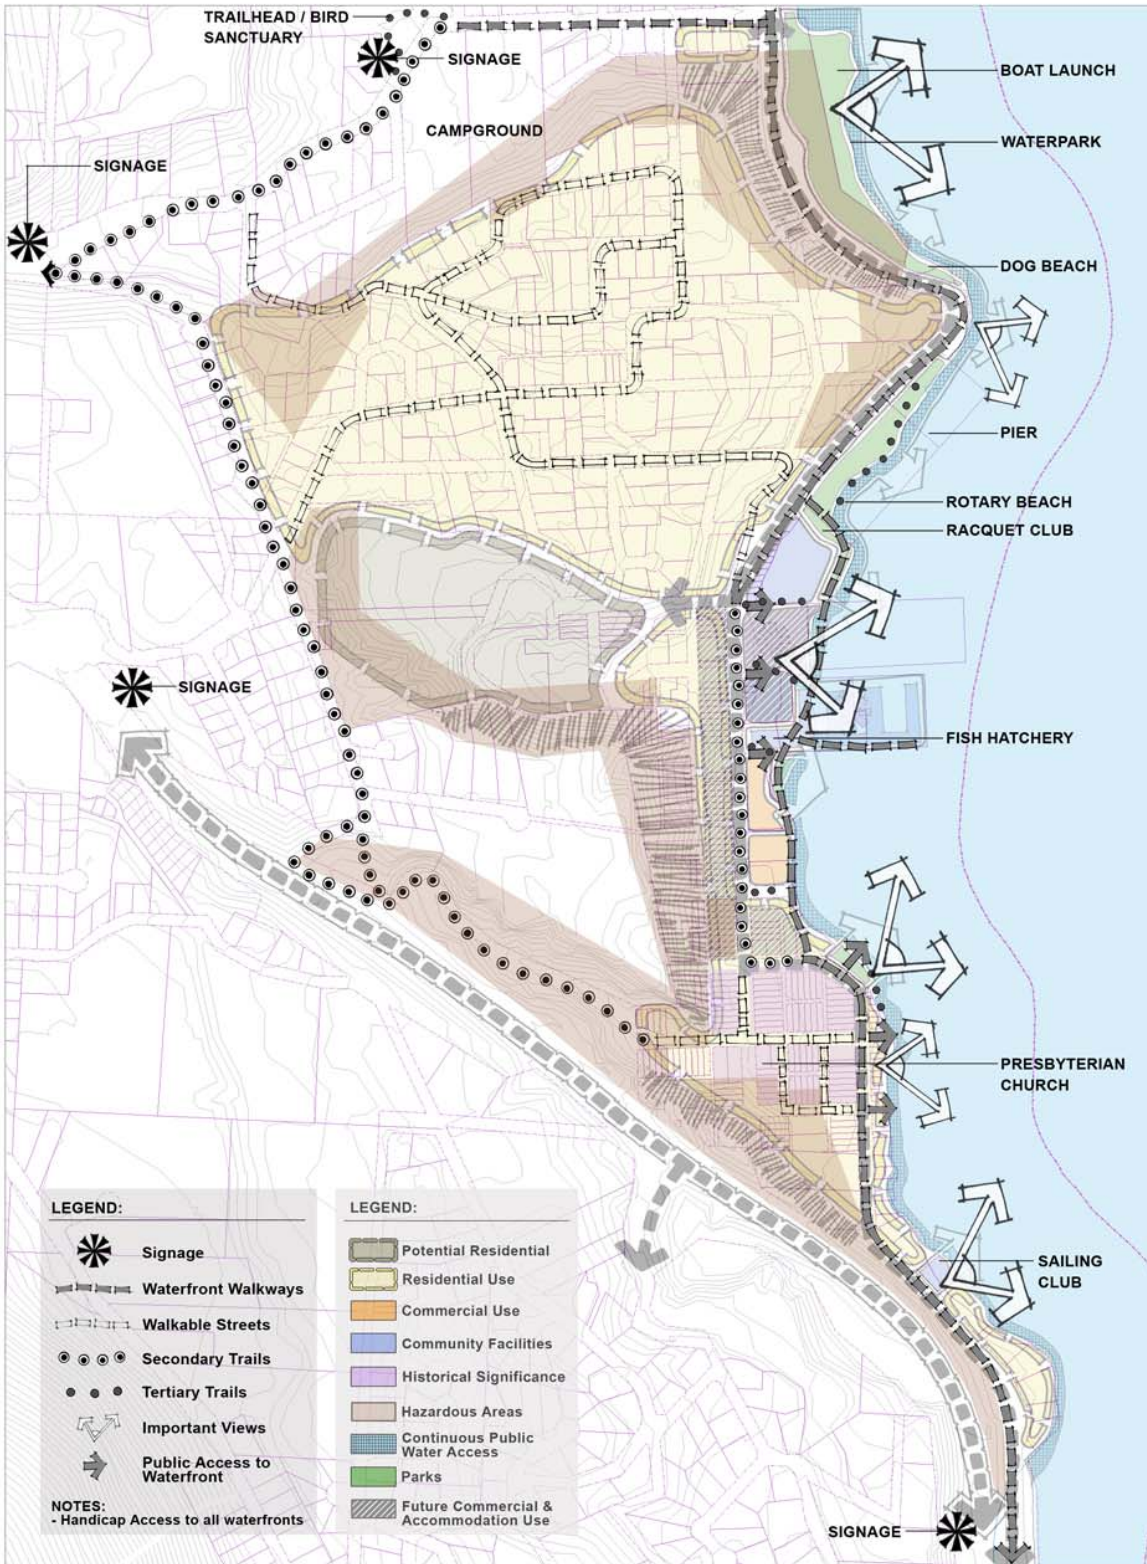 TRAILHEAD / BIRD
SANCTUARY
SIGNAGE
BOAT LAUNCH
CAMPGROUND
WATERPARK
SIGNAGE
DOG BEACH
PIER
ROTARY BEACH
RACQUET CLUB
SIGNAGE
FISH HATCHERY
PRESBYTERIAN
CHURCH
SAILING
CLUB
SIGNAGE
LEGEND:
Signage
Waterfront Walkways
Walkable Streets
Secondary Trails
Tertiary Trails
Important Views
Public Access to
Waterfront
NOTES:
- Handicap Access to all waterfronts
LEGEND:
Potential Residential
Residential Use
Commercial Use
Community Facilities
Historical Significance
Hazardous Areas
Continuous Public
Water Access
Parks
Future Commercial &
Accommodation Use